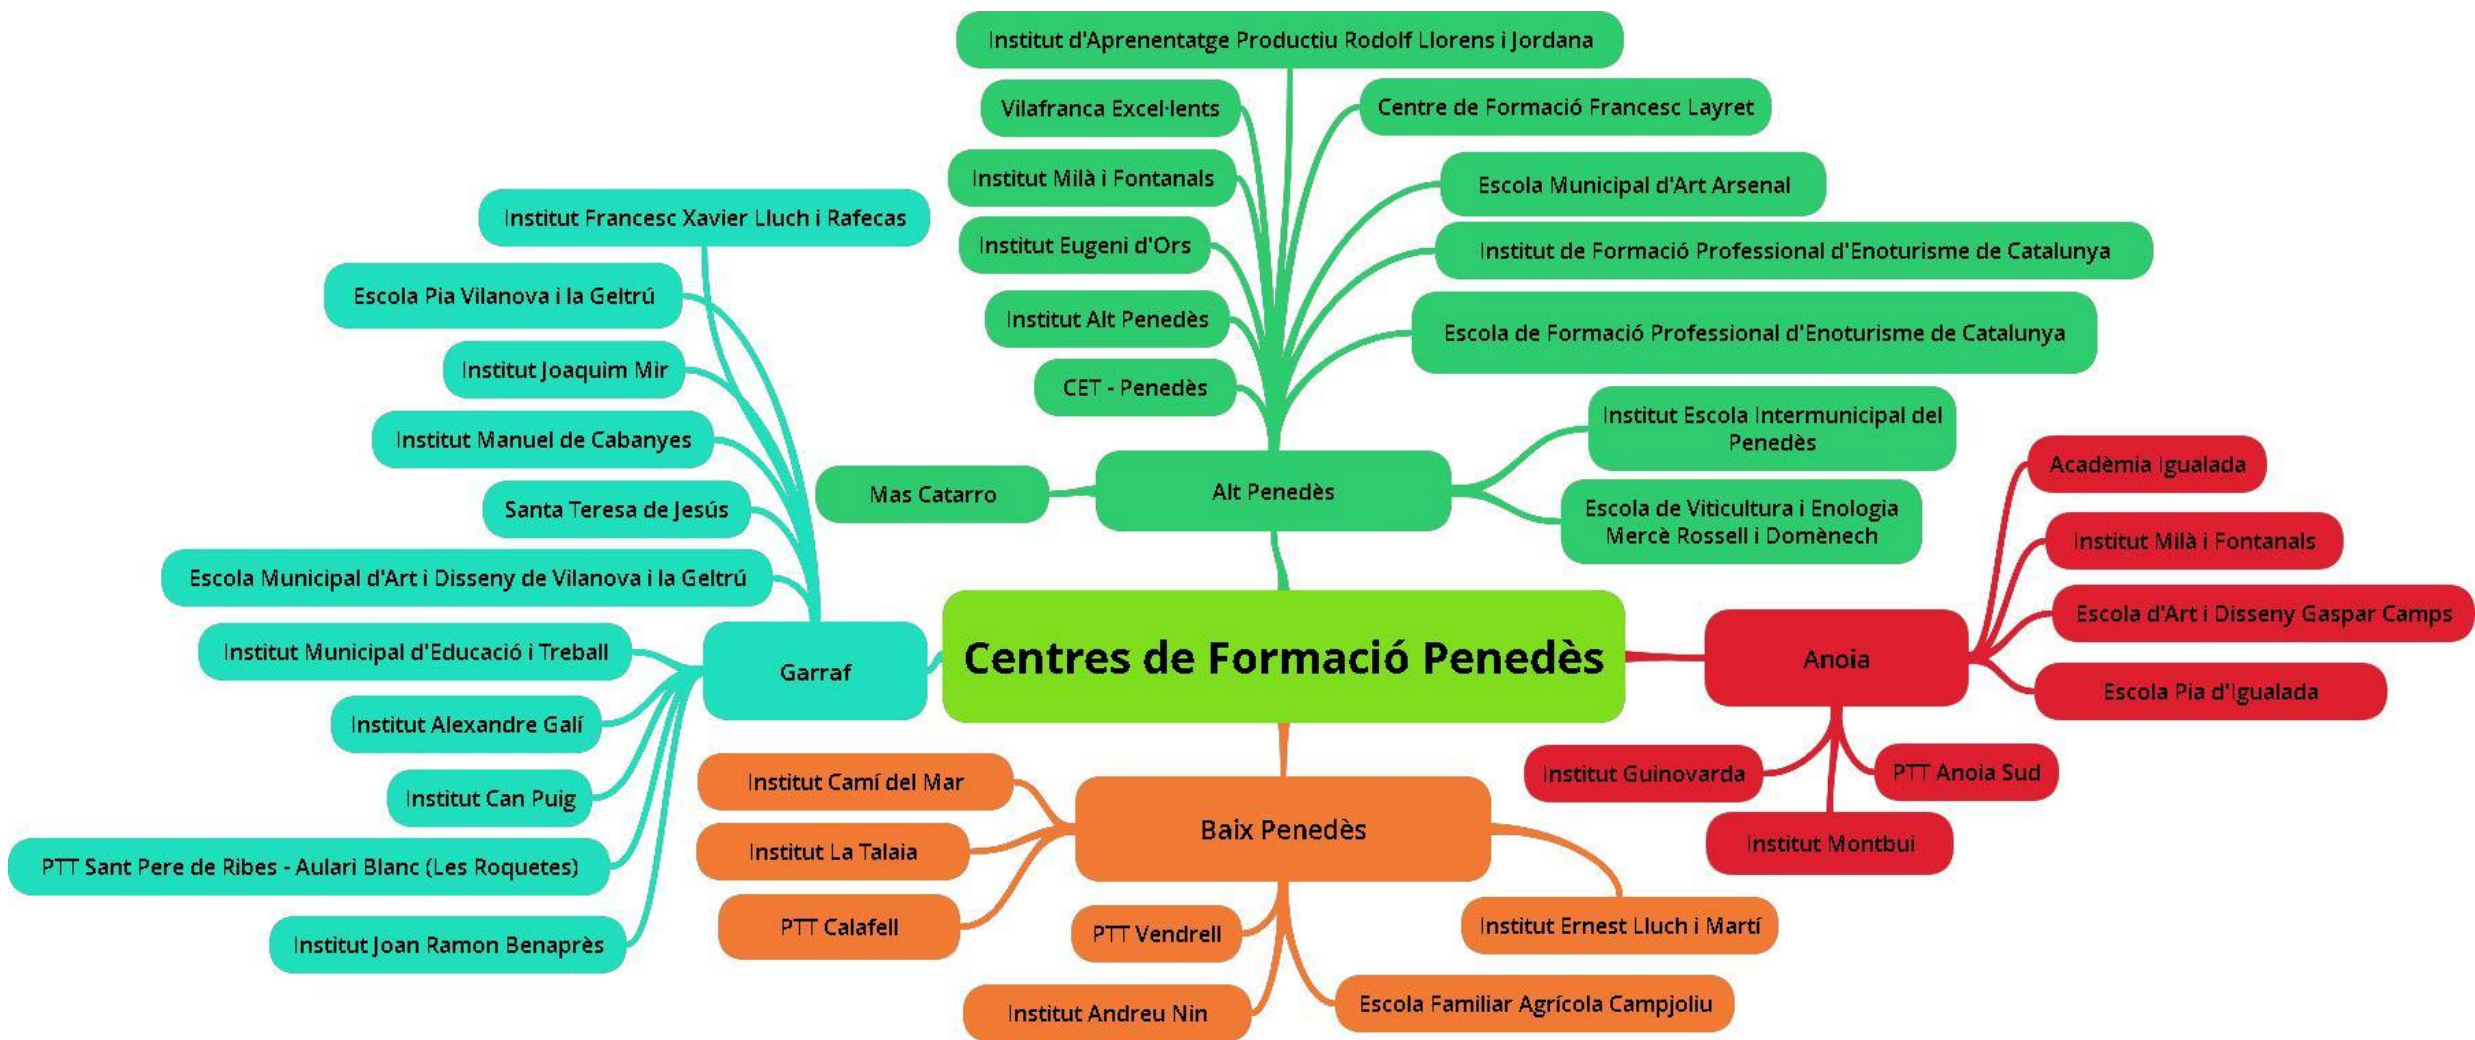 Institut d'Aprenentatge Productiu Rodolf Llorens i Jordana
Vilafranca Excel·lents
Centre de Formació Francesc Layret
Institut Milà i Fontanals
Escola Municipal d'Art Arsenal
Institut Eugeni d'Ors
Institut de Formació Professional d'Enoturisme de Catalunya
Institut Alt Penedès
Escola de Formació Professional d'Enoturisme de Catalunya
CET - Penedès
Institut Escola Intermunicipal del
Penedès
Mas Catarro
Alt Penedès
Escola de Viticultura i Enologia
Mercè Rossell i Domènech
Institut Francesc Xavier Lluch i Rafecas
Escola Pia Vilanova i la Geltrú
Institut Joaquim Mir
Institut Manuel de Cabanyes
Santa Teresa de Jesús
Escola Municipal d'Art i Disseny de Vilanova i la Geltrú
Institut Municipal d'Educació i Treball
Garraf
Institut Alexandre Galí
Institut Can Puig
PTT Sant Pere de Ribes - Aulari Blanc (Les Roquetes)
Institut Joan Ramon Benaprès
Centres de Formació Penedès
Acadèmia Igualada
Institut Milà i Fontanals
Escola d'Art i Disseny Gaspar Camps
Anoia
Escola Pia d'Igualada
Institut Guinovarda
PTT Anoia Sud
Institut Montbui
Institut Camí del Mar
Baix Penedès
Institut La Talaia
PTT Calafell
PTT Vendrell
Institut Ernest Lluch i Martí
Institut Andreu Nin
Escola Familiar Agrícola Campjoliu